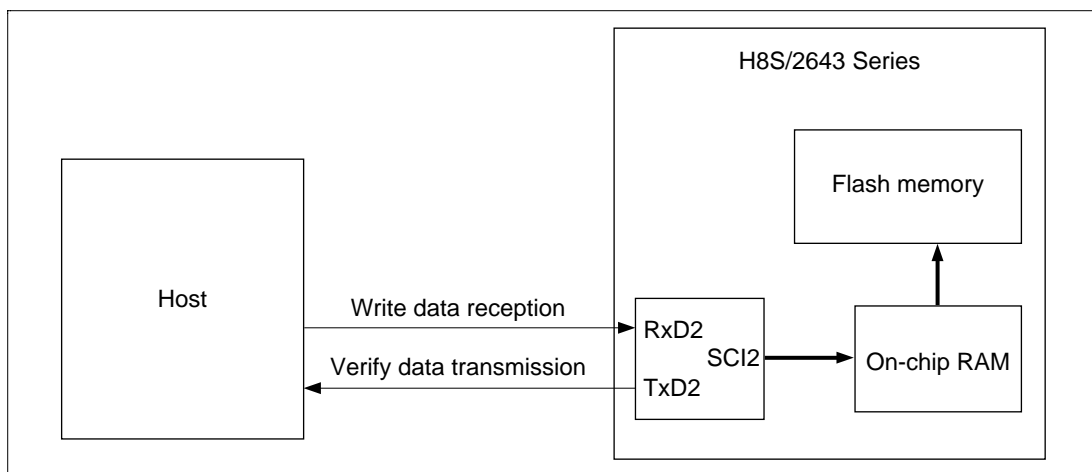 H8S/2643 Series
Flash memory
Host
Write data reception
RxD2
SCI2
On-chip RAM
Verify data transmission
TxD2